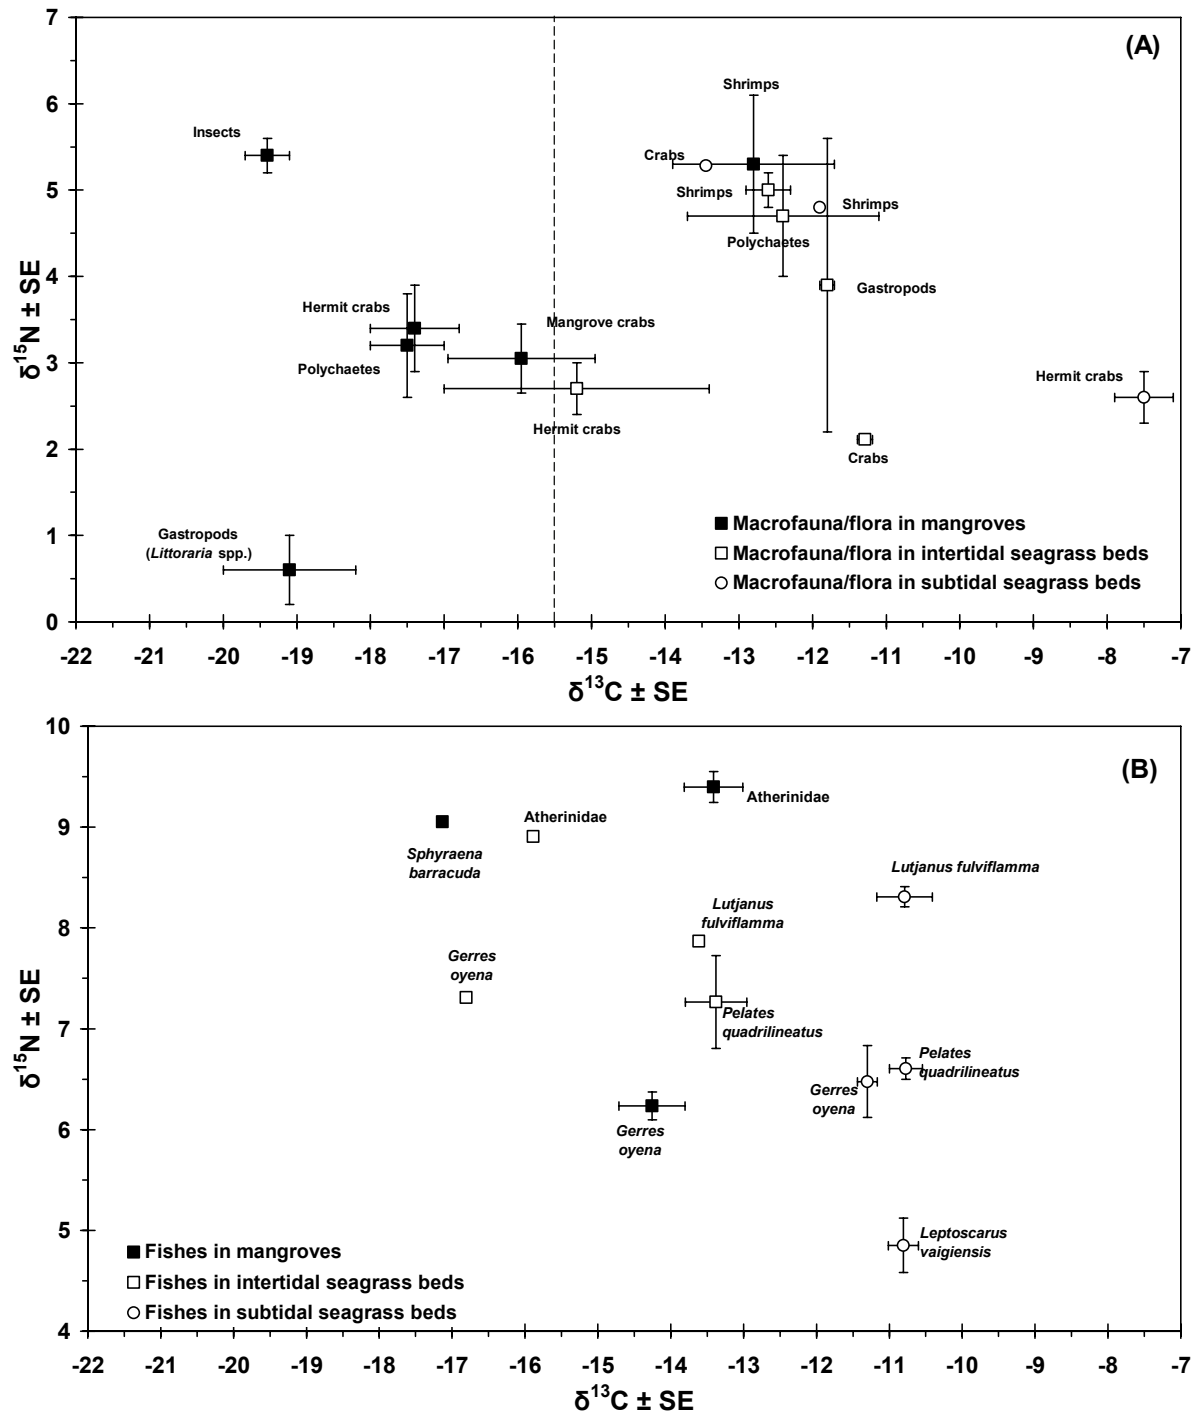 (A)
7
6
5
4
3
2
1
0
δ15N ± SE
Shrimps
Insects
Crabs
Shrimps
Shrimps
Polychaetes
Gastropods
Hermit crabs
Mangrove crabs
Polychaetes
Hermit crabs
Hermit crabs
Crabs
Gastropods
(Littoraria spp.)
Macrofauna/flora in mangroves
Macrofauna/flora in intertidal seagrass beds
Macrofauna/flora in subtidal seagrass beds
-22 -21 -20 -19 -18 -17 -16 -15 -14 -13 -12 -11 -10 -9 -8 -7
δ13C ± SE
(B)
10
9
8
7
6
5
4
δ15N ± SE
Atherinidae
Atherinidae
Sphyraena
barracuda
Lutjanus fulviflamma
Lutjanus
fulviflamma
Gerres
oyena
Pelates
quadrilineatus
Pelates
quadrilineatus
Gerres
oyena
Gerres
oyena
Leptoscarus
vaigiensis
Fishes in mangroves
Fishes in intertidal seagrass beds
Fishes in subtidal seagrass beds
-22 -21 -20 -19 -18 -17 -16 -15 -14 -13 -12 -11 -10 -9 -8 -7
δ13C ± SE